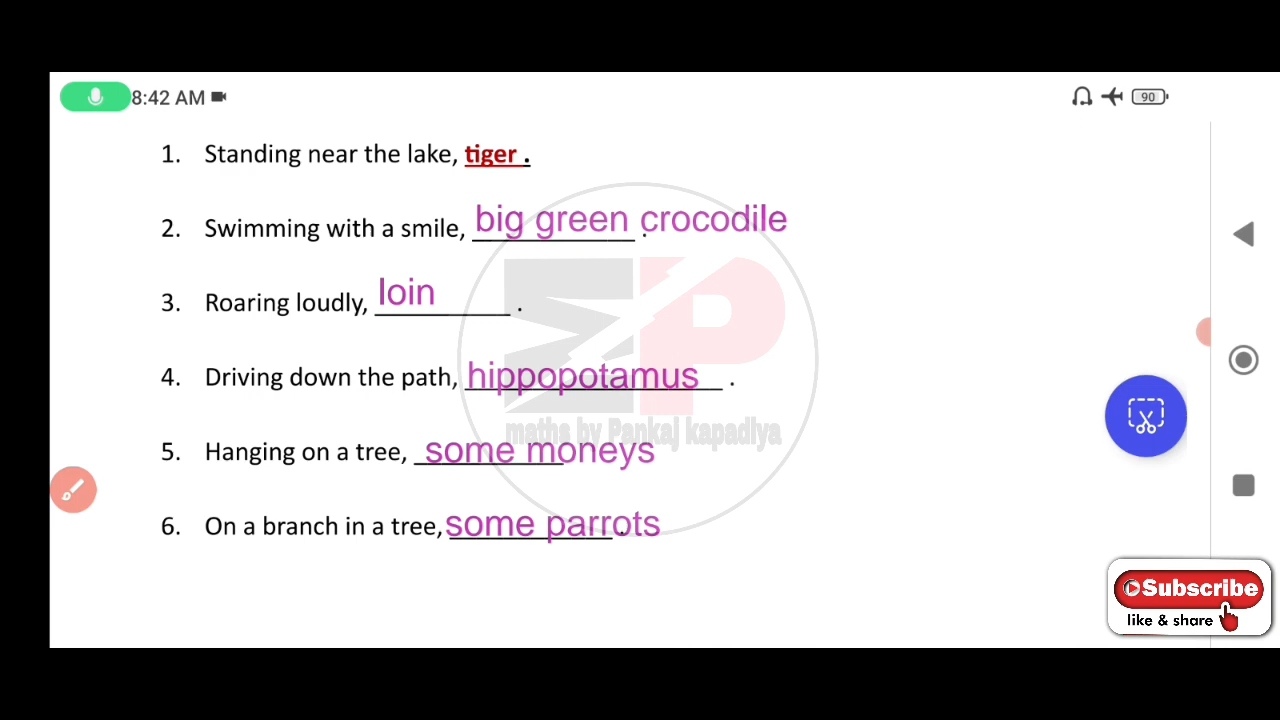 8:42 AM 90
1. Standing near the lake, tiger .
2. Swimming with a smile, big green crocodile .
3. Roaring loudly, loin .
4. Driving down the path, hippopotamus .
maths by Pankaj kapadiya
5. Hanging on a tree, some moneys
6. On a branch in a tree, some parrots .
Subscribe
like & share